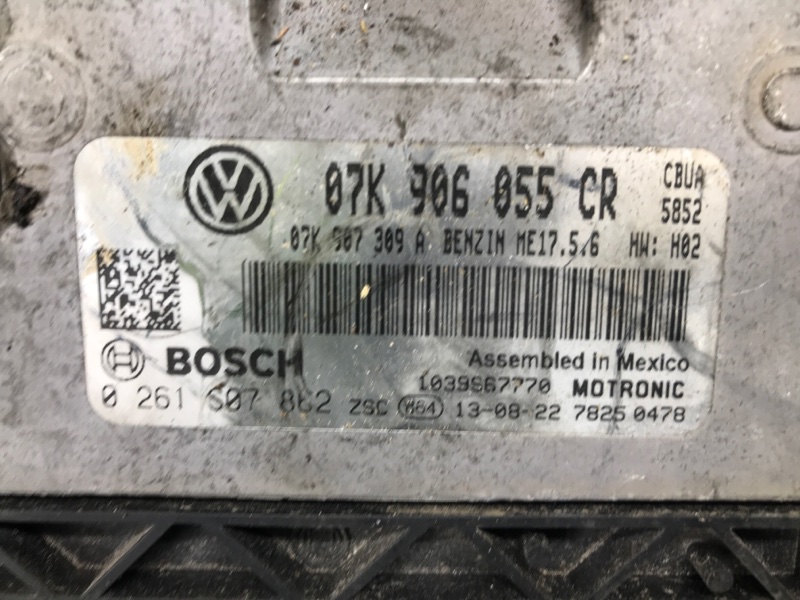 07K 906 055 CR CBUA
5852
07K 907 309 A BENZIN ME17.5.6 HW: H02
BOSCH Assembled in Mexico
1039S67770 MOTRONIC
0 261 S07 862 ZSC M64 13-08-22 7825 0478